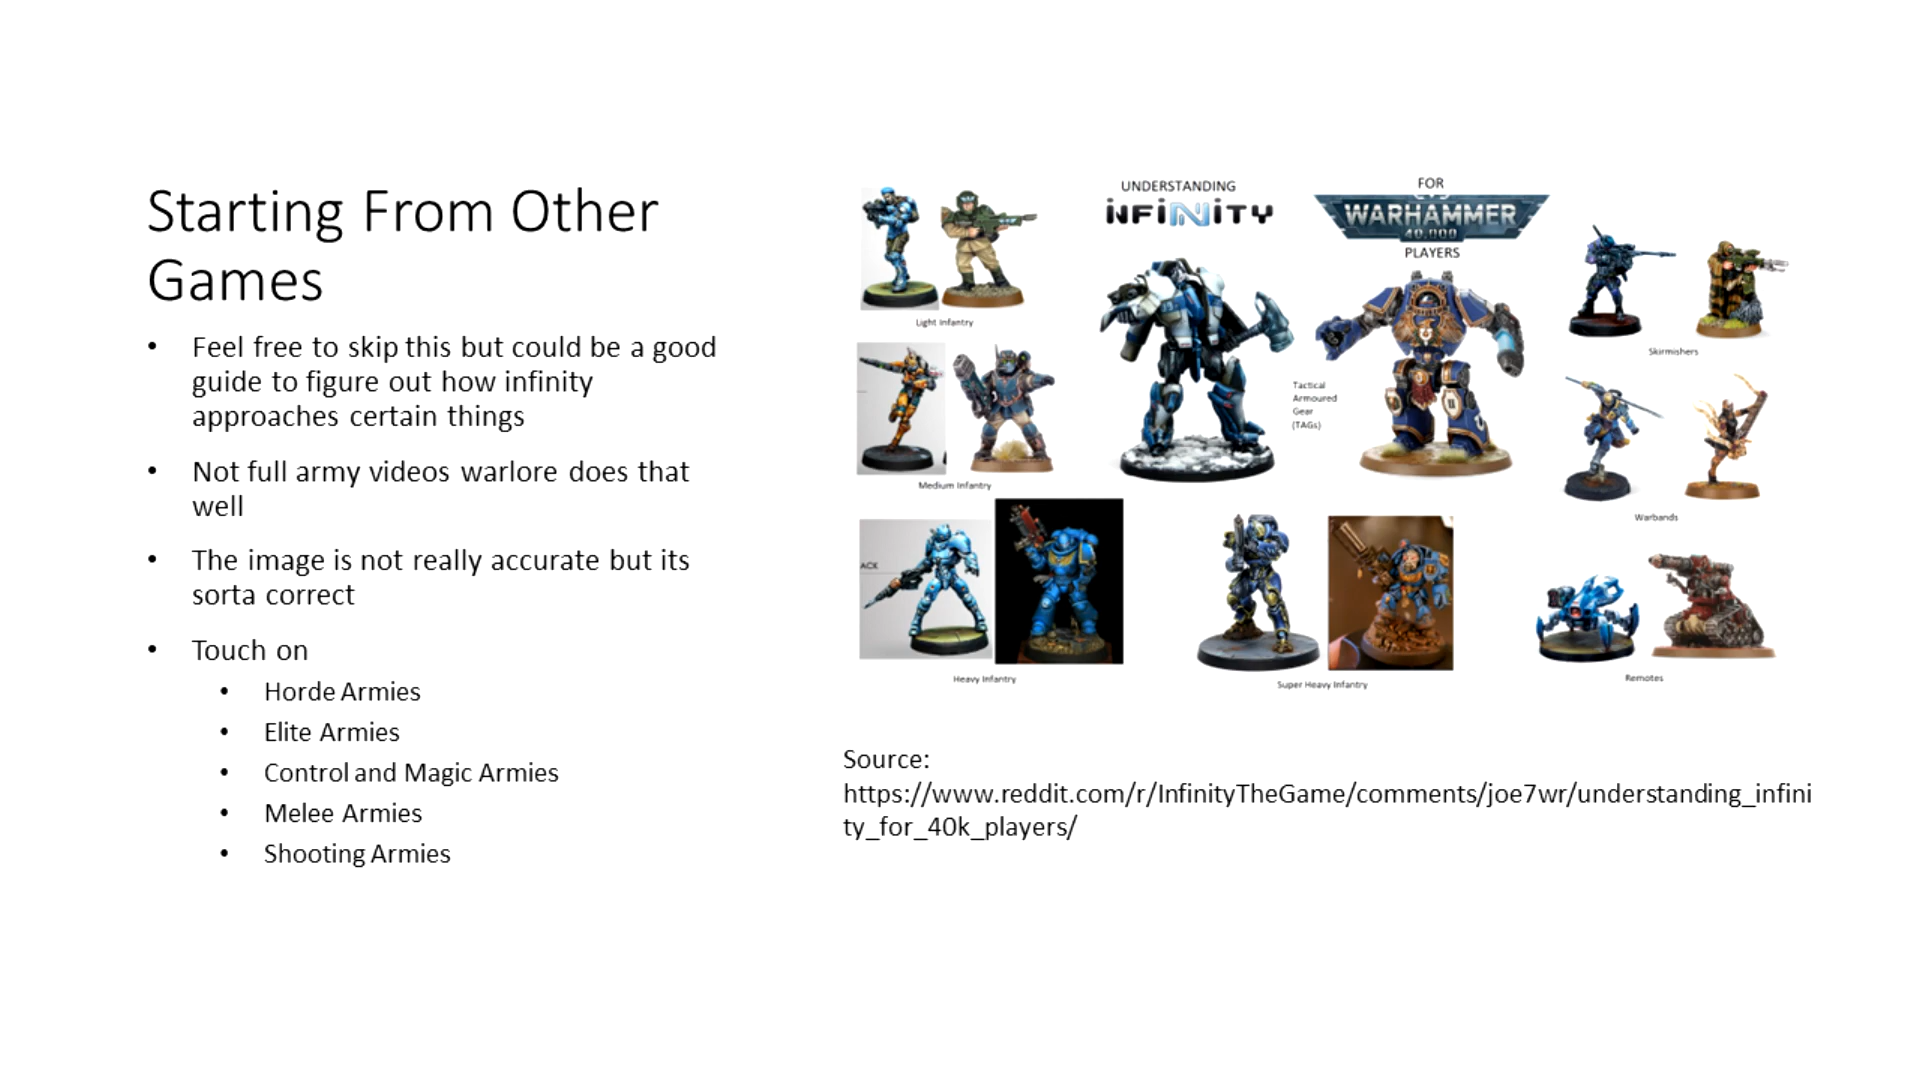 Starting From Other
Games
• Feel free to skip this but could be a good
guide to figure out how infinity
approaches certain things
• Not full army videos warlore does that
well
• The image is not really accurate but its
sorta correct
• Touch on
• Horde Armies
• Elite Armies
• Control and Magic Armies
• Melee Armies
• Shooting Armies
UNDERSTANDING
INFINITY
FOR
WARHAMMER
40,000
PLAYERS
Light Infantry
Skirmishers
Tactical
Armoured
Gear
(TAGs)
Medium Infantry
Warbands
ACK
Heavy Infantry
Super Heavy Infantry
Remotes
Source:
https://www.reddit.com/r/InfinityTheGame/comments/joe7wr/understanding_infini
ty_for_40k_players/